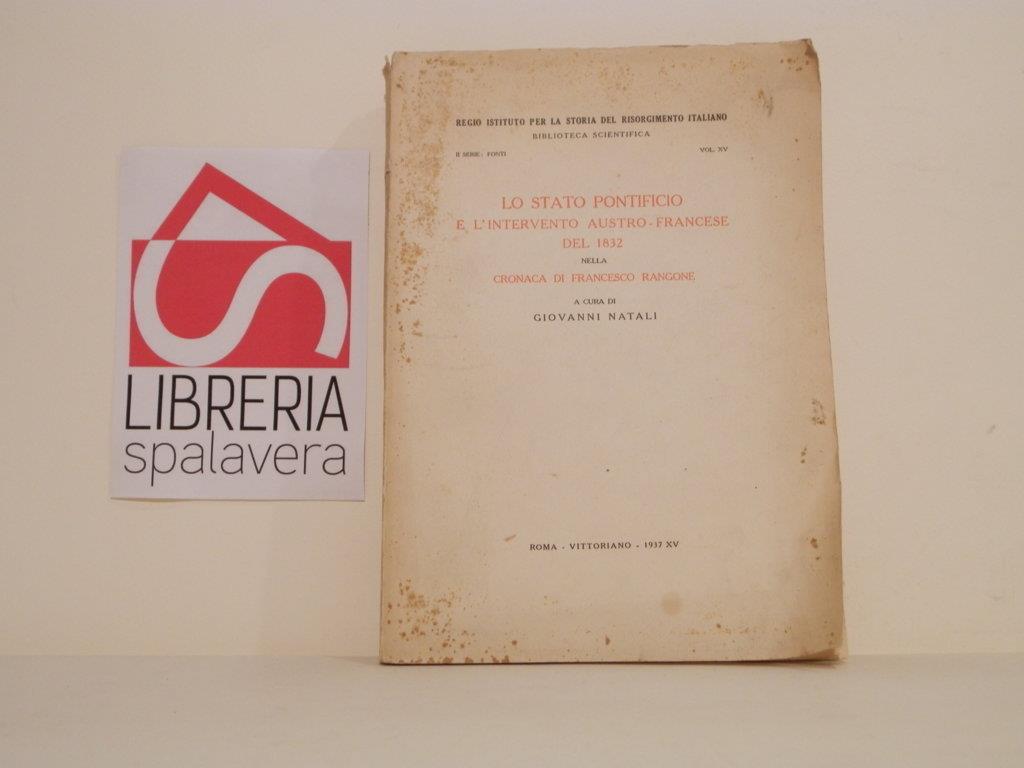 LIBRERIA
spalavera
REGIO ISTITUTO PER LA STORIA DEL RISORGIMENTO ITALIANO
BIBLIOTECA SCIENTIFICA
II SERIE: FONTI VOL. XV
LO STATO PONTIFICIO
E L'INTERVENTO AUSTRO-FRANCESE
DEL 1832
NELLA
CRONACA DI FRANCESCO RANGONE
A CURA DI
GIOVANNI NATALI
ROMA - VITTORIANO - 1937 XV